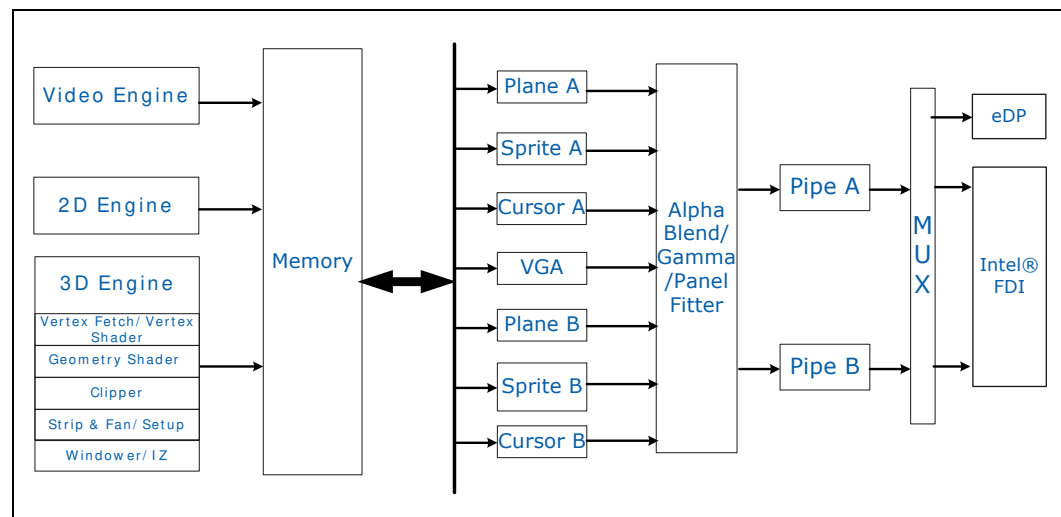 Video Engine
2D Engine
3D Engine
Vertex Fetch/Vertex
Shader
Geometry Shader
Clipper
Strip & Fan/Setup
Windower/IZ
Memory
Plane A
Sprite A
Cursor A
VGA
Plane B
Sprite B
Cursor B
Alpha
Blend/
Gamma
/Panel
Fitter
Pipe A
Pipe B
M
U
X
eDP
Intel®
FDI